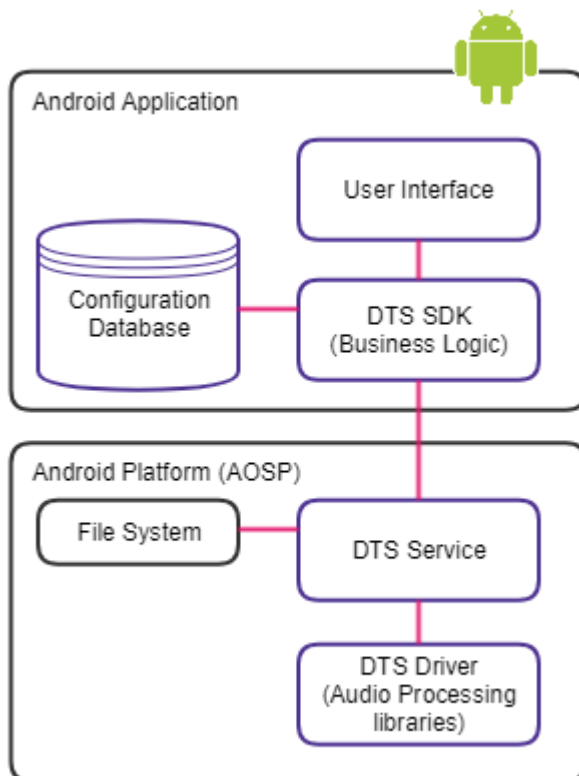 Android Application
User Interface
Configuration
Database
DTS SDK
(Business Logic)
Android Platform (AOSP)
File System
DTS Service
DTS Driver
(Audio Processing
libraries)